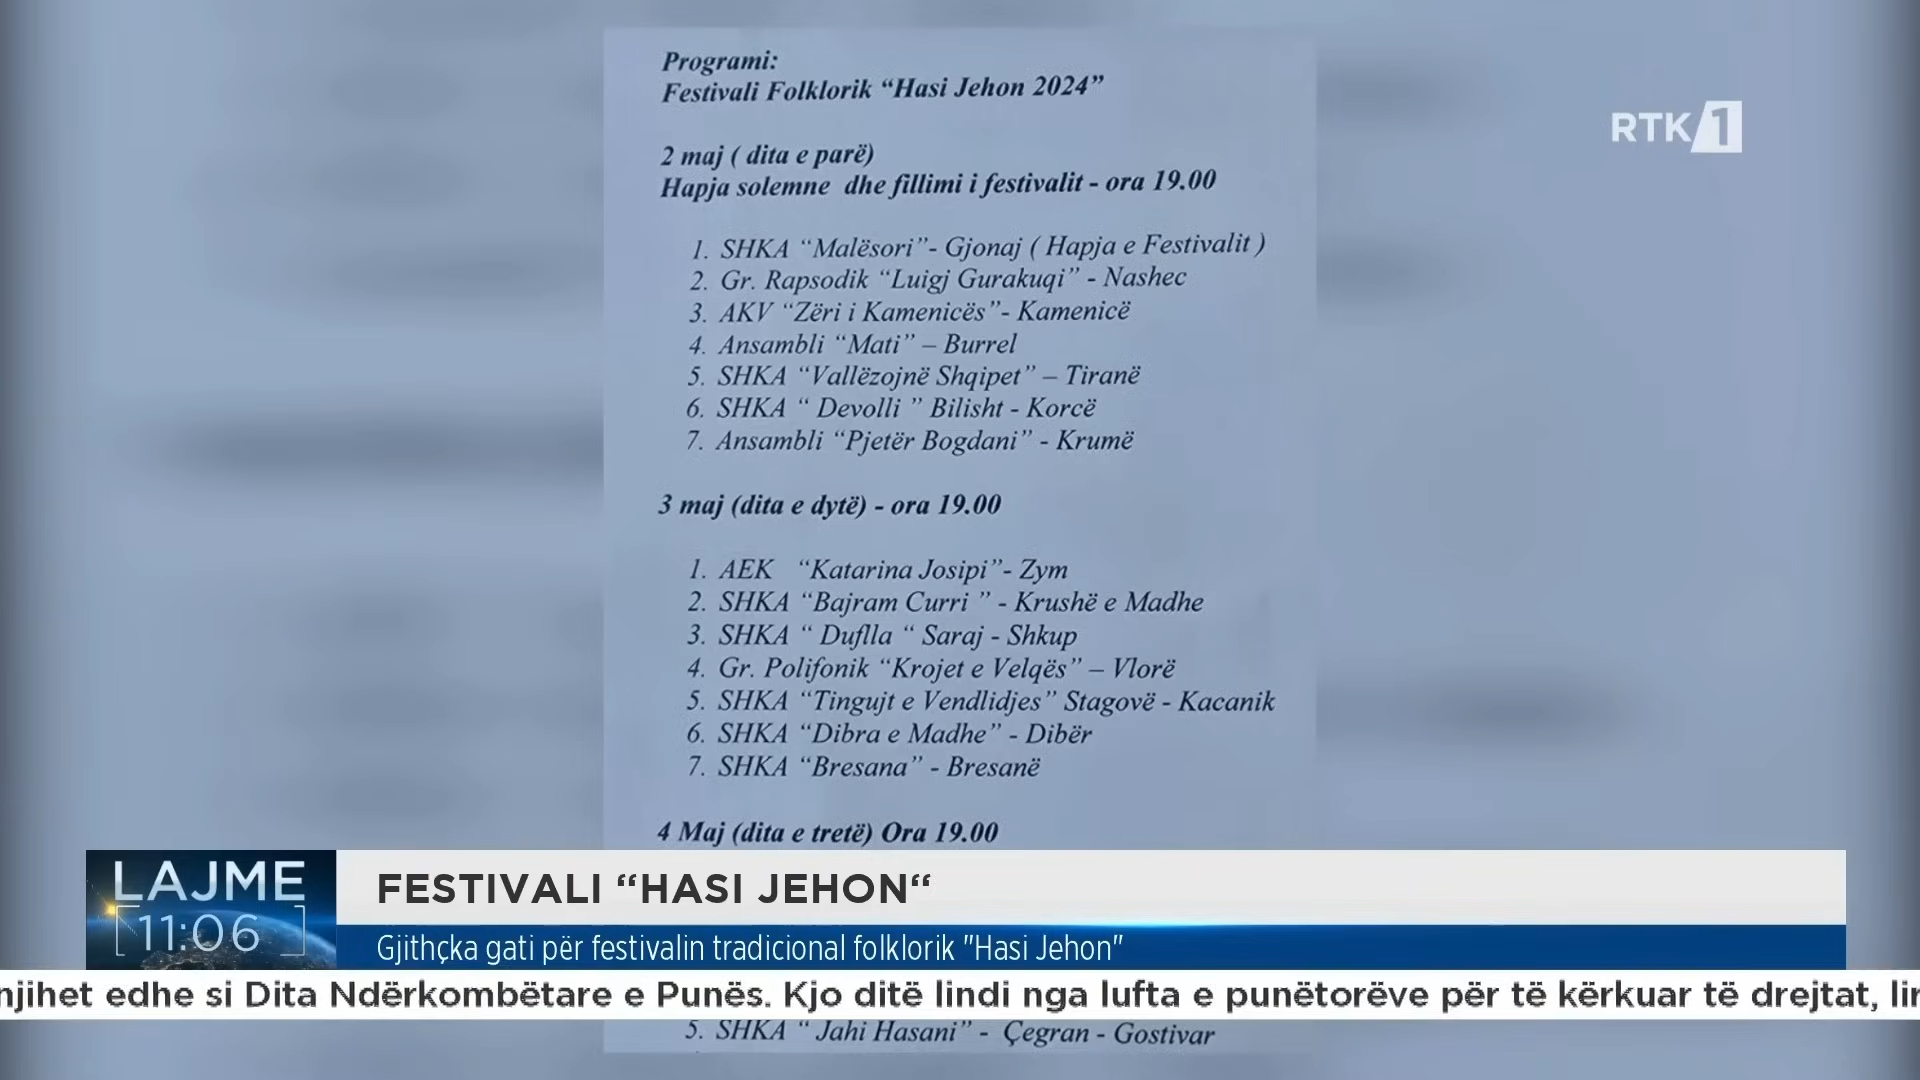 Programi:
Festivali Folklorik “Hasi Jehon 2024”
RTK 1
2 maj ( dita e parë)
Hapja solemne dhe fillimi i festivalit - ora 19.00
1. SHKA “Malësori”- Gjonaj ( Hapja e Festivalit )
2. Gr. Rapsodik “Luigj Gurakuqi” - Nashec
3. AKV “Zëri i Kamenicës”- Kamenicë
4. Ansambli “Mati” – Burrel
5. SHKA “Vallëzojnë Shqipet” – Tiranë
6. SHKA “ Devolli ” Bilisht - Korcë
7. Ansambli “Pjetër Bogdani” - Krumë
3 maj (dita e dytë) - ora 19.00
1. AEK “Katarina Josipi”- Zym
2. SHKA “Bajram Curri ” - Krushë e Madhe
3. SHKA “ Duflla “ Saraj - Shkup
4. Gr. Polifonik “Krojet e Velqës” – Vlorë
5. SHKA “Tingujt e Vendlidjes” Stagovë - Kacanik
6. SHKA “Dibra e Madhe” - Dibër
7. SHKA “Bresana” - Bresanë
4 Maj (dita e tretë) Ora 19.00
LAJME
11:06
FESTIVALI “HASI JEHON“
Gjithçka gati për festivalin tradicional folklorik "Hasi Jehon"
njihet edhe si Dita Ndërkombëtare e Punës. Kjo ditë lindi nga lufta e punëtorëve për të kërkuar të drejtat, lir
5. SHKA “ Jahi Hasani” - Çegran - Gostivar